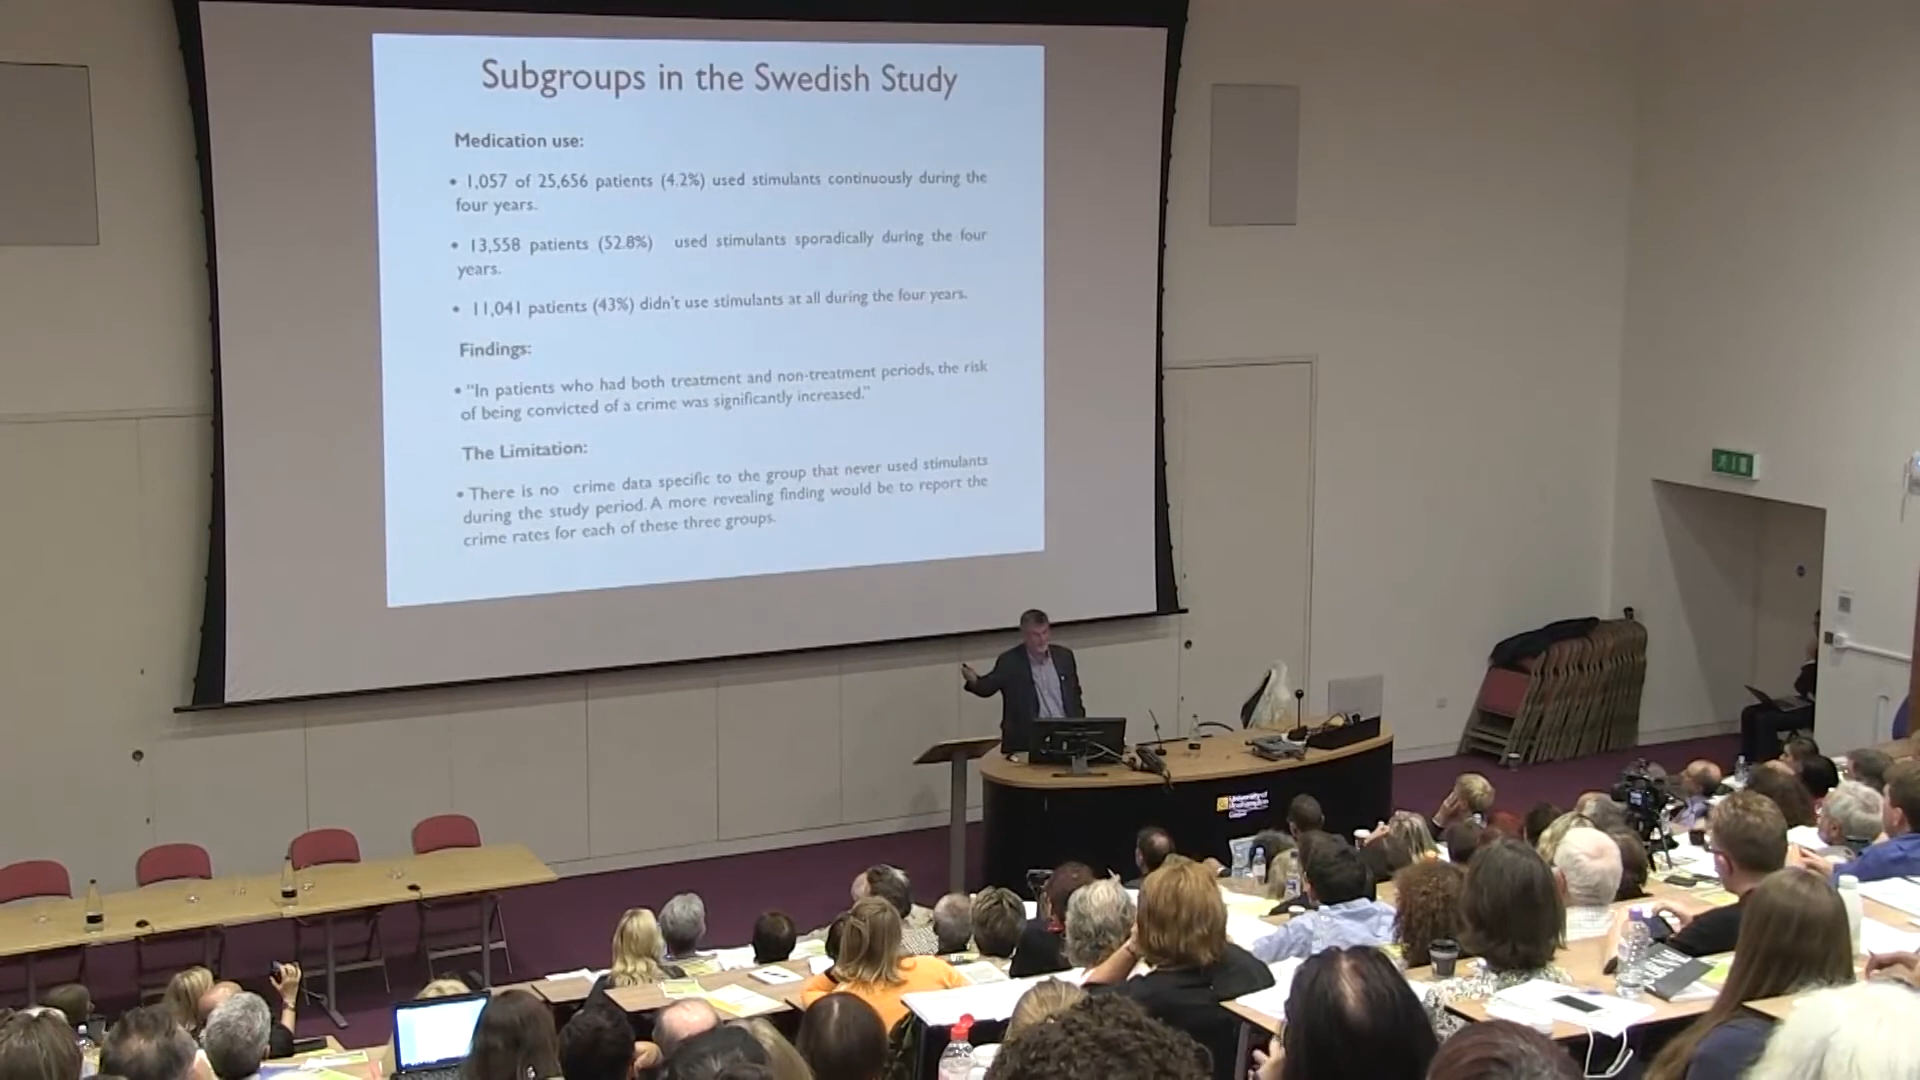 Subgroups in the Swedish Study
Medication use:
• 1,057 of 25,656 patients (4.2%) used stimulants continuously during the
four years.
• 13,558 patients (52.8%) used stimulants sporadically during the four
years.
• 11,041 patients (43%) didn't use stimulants at all during the four years.
Findings:
• "In patients who had both treatment and non-treatment periods, the risk
of being convicted of a crime was significantly increased."
The Limitation:
• There is no crime data specific to the group that never used stimulants
during the study period. A more revealing finding would be to report the
crime rates for each of these three groups.
University of